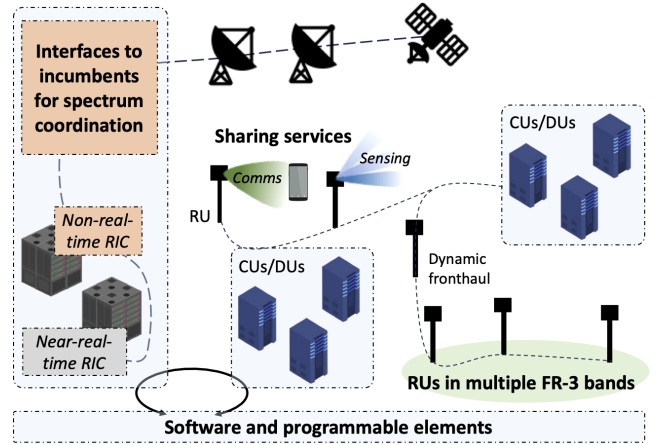 Interfaces to
incumbents
for spectrum
coordination
Non-real-
time RIC
Near-real-
time RIC
Sharing services
Comms
Sensing
RU
CUs/DUs
CUs/DUs
Dynamic
fronthaul
RUs in multiple FR-3 bands
Software and programmable elements